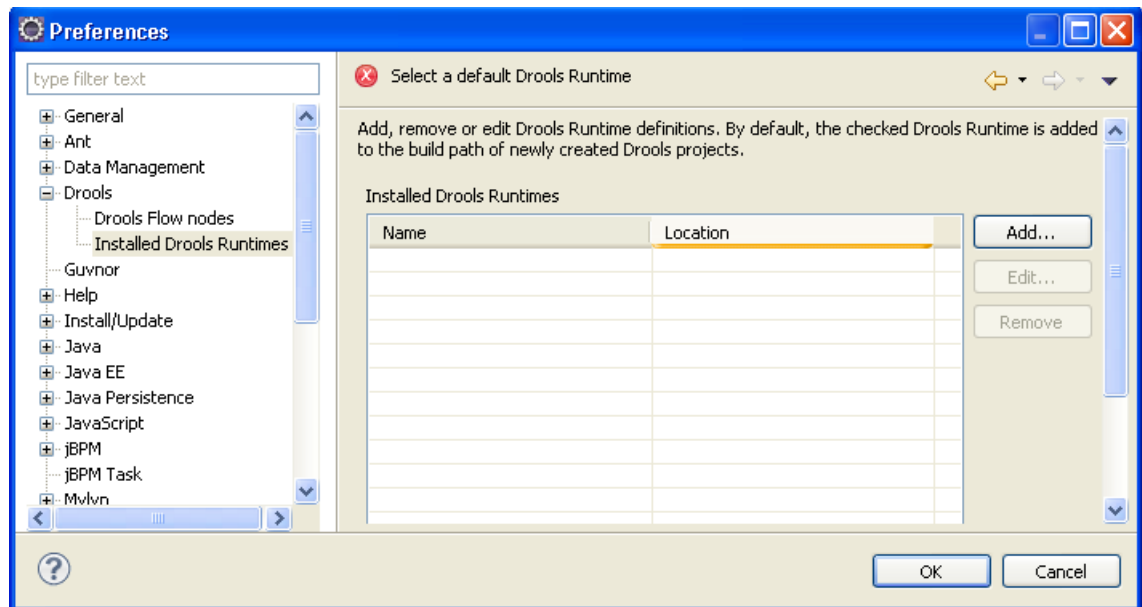 Preferences
type filter text
General
Ant
Data Management
Drools
Drools Flow nodes
Installed Drools Runtimes
Guvnor
Help
Install/Update
Java
Java EE
Java Persistence
JavaScript
jBPM
jBPM Task
Mylyn
Select a default Drools Runtime
Add, remove or edit Drools Runtime definitions. By default, the checked Drools Runtime is added
to the build path of newly created Drools projects.
Installed Drools Runtimes
Name Location
Add...
Edit...
Remove
OK Cancel